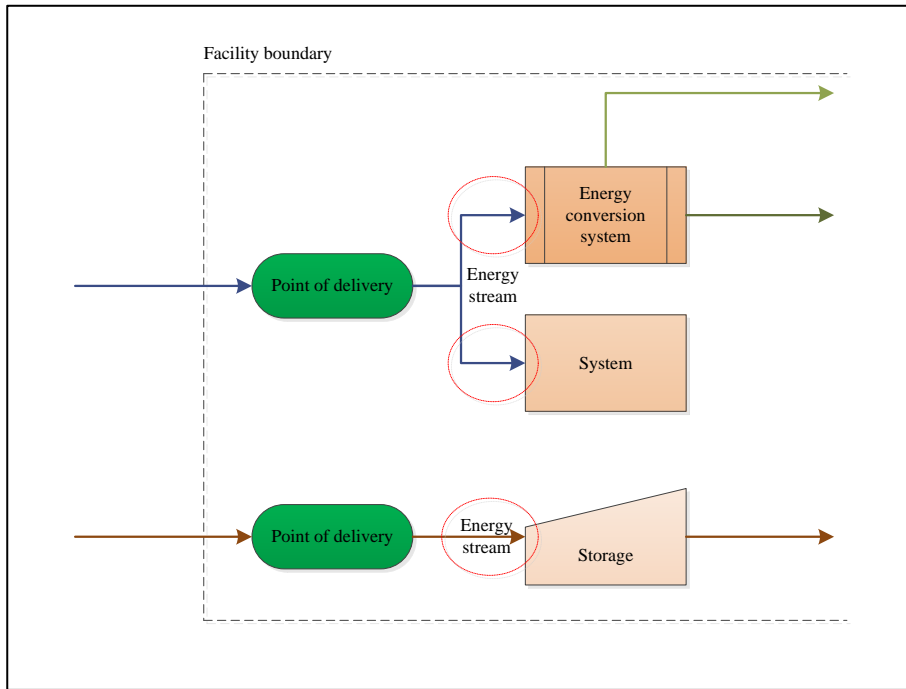 Facility boundary
Energy
conversion
system
Point of delivery
Energy
stream
System
Point of delivery
Energy
stream
Storage